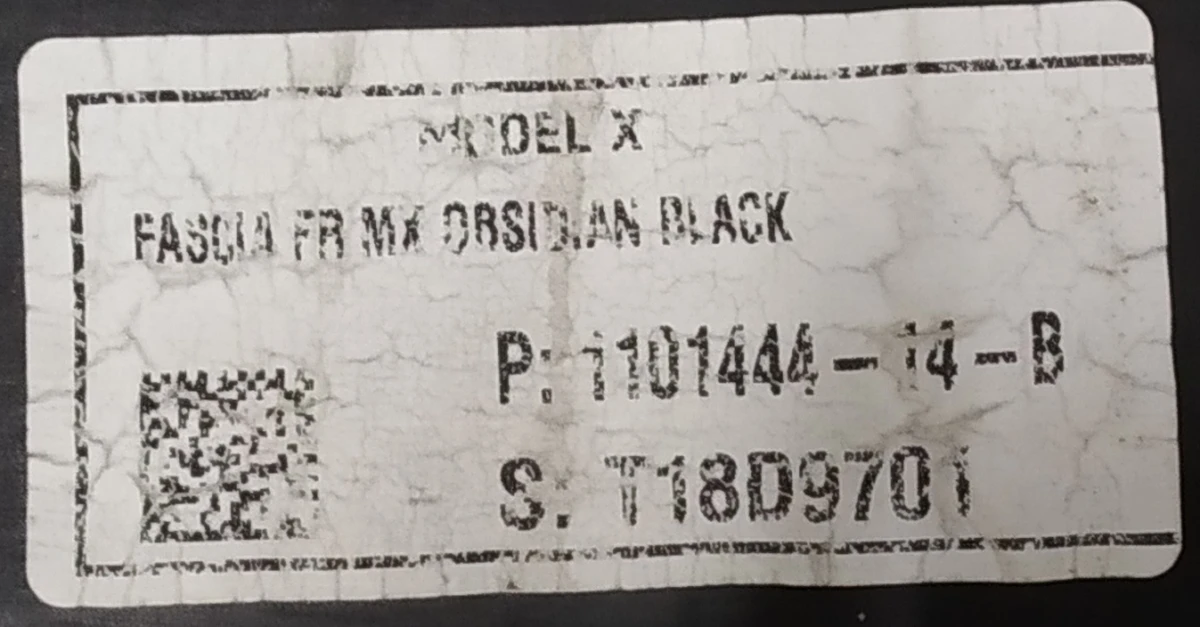 MODEL X
FASCIA FR MX OBSIDIAN BLACK
P: 1101444-14-B
S: T18D9701